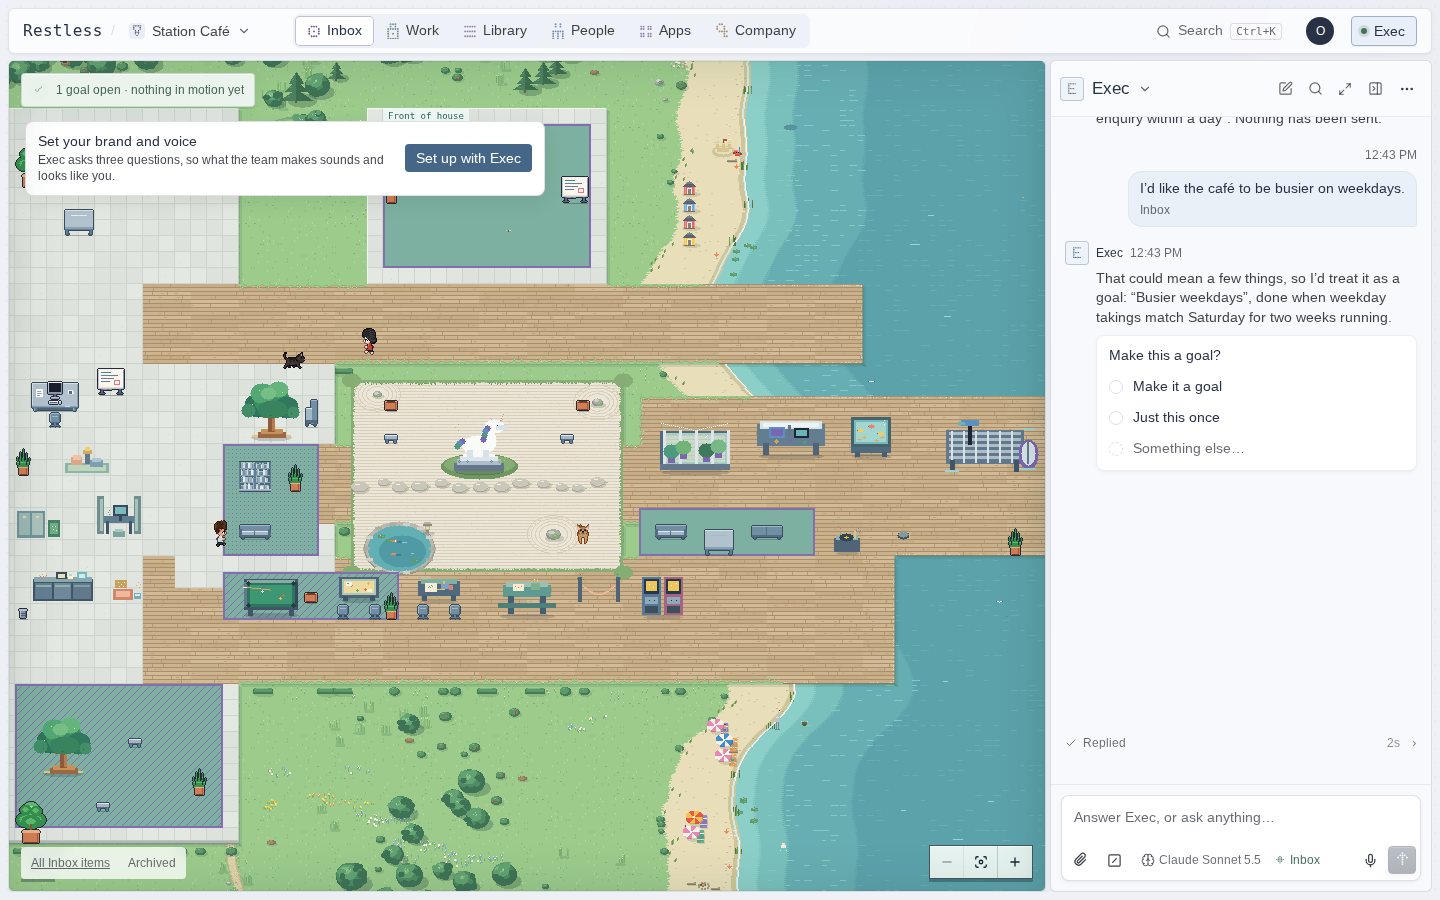 Restless / Station Café
Inbox
Work
Library
People
Apps
Company
Search Ctrl+K
O
Exec
1 goal open · nothing in motion yet
Set your brand and voice
Exec asks three questions, so what the team makes sounds and
looks like you.
Set up with Exec
Front of house
All Inbox items
Archived
E Exec
enquiry within a day”. Nothing has been sent.
12:43 PM
I’d like the café to be busier on weekdays.
Inbox
E Exec 12:43 PM
That could mean a few things, so I’d treat it as a
goal: “Busier weekdays”, done when weekday
takings match Saturday for two weeks running.
Make this a goal?
Make it a goal
Just this once
Something else…
Replied 2s
Answer Exec, or ask anything…
Claude Sonnet 5.5 Inbox